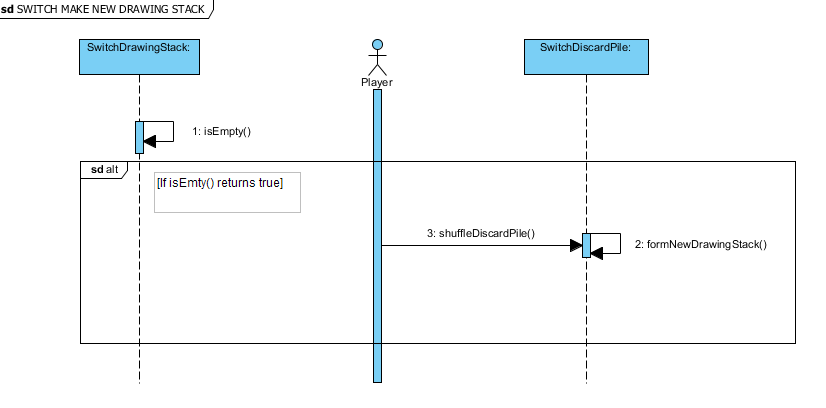 sd SWITCH MAKE NEW DRAWING STACK
SwitchDrawingStack:
Player
SwitchDiscardPile:
1: isEmpty()
sd alt
[If isEmty() returns true]
3: shuffleDiscardPile()
2: formNewDrawingStack()